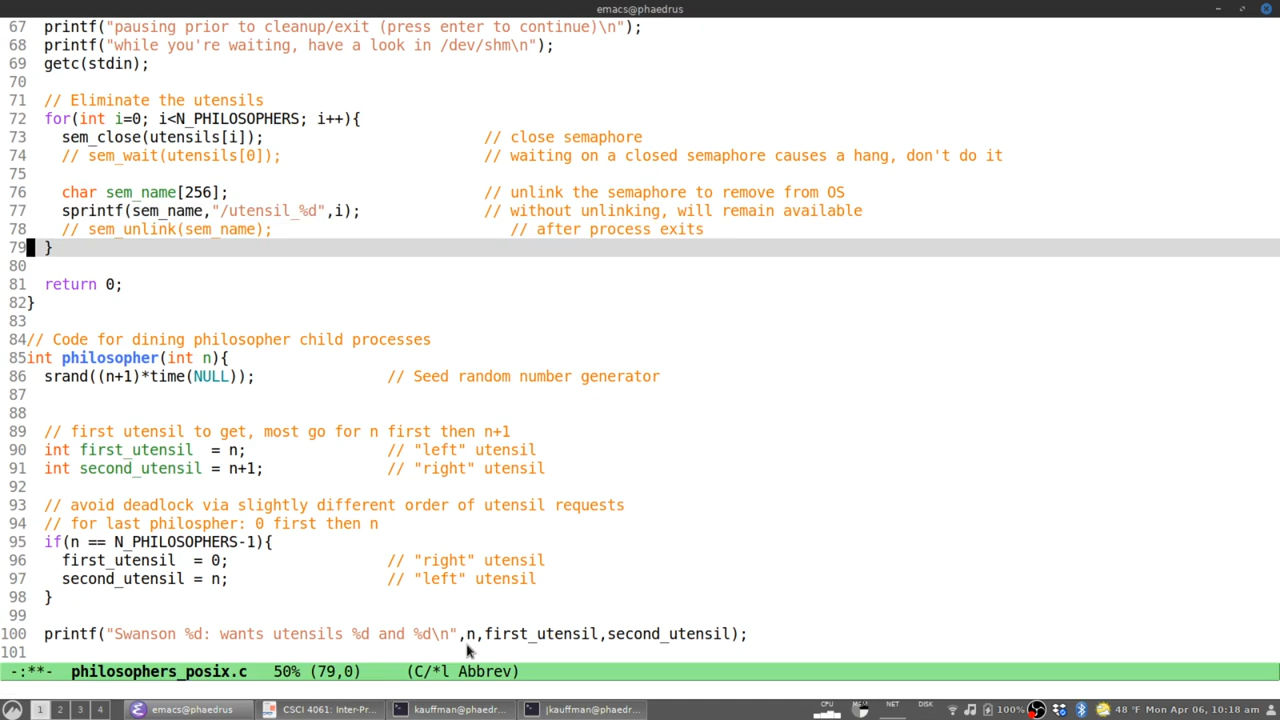 emacs@phaedrus
67 printf("pausing prior to cleanup/exit (press enter to continue)\n");
68 printf("while you're waiting, have a look in /dev/shm\n");
69 getc(stdin);
70
71 // Eliminate the utensils
72 for(int i=0; i<N_PHILOSOPHERS; i++){
73 sem_close(utensils[i]); // close semaphore
74 // sem_wait(utensils[0]); // waiting on a closed semaphore causes a hang, don't do it
75
76 char sem_name[256]; // unlink the semaphore to remove from OS
77 sprintf(sem_name,"/utensil_%d",i); // without unlinking, will remain available
78 // sem_unlink(sem_name); // after process exits
79 }
80
81 return 0;
82 }
83
84 // Code for dining philosopher child processes
85 int philosopher(int n){
86 srand((n+1)*time(NULL)); // Seed random number generator
87
88
89 // first utensil to get, most go for n first then n+1
90 int first_utensil = n; // "left" utensil
91 int second_utensil = n+1; // "right" utensil
92
93 // avoid deadlock via slightly different order of utensil requests
94 // for last philospher: 0 first then n
95 if(n == N_PHILOSOPHERS-1){
96 first_utensil = 0; // "right" utensil
97 second_utensil = n; // "left" utensil
98 }
99
100 printf("Swanson %d: wants utensils %d and %d\n",n,first_utensil,second_utensil);
101
-:**- philosophers_posix.c 50% (79,0) (C/*l Abbrev)
1 2 3 4 emacs@phaedrus CSCI 4061: Inter-Pr... kauffman@phaedr... |kauffman@phaedr... CPU MEM NET DISK 100% 48 °F Mon Apr 06, 10:18 am